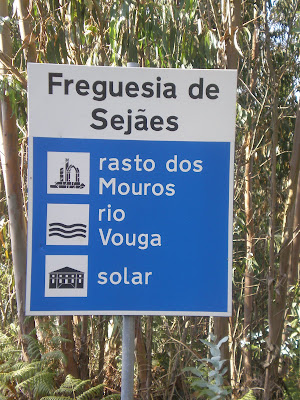 Freguesia de
Sejães
rasto dos
Mouros
rio
Vouga
solar